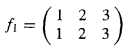 f₁ = (1 2 3
1 2 3)